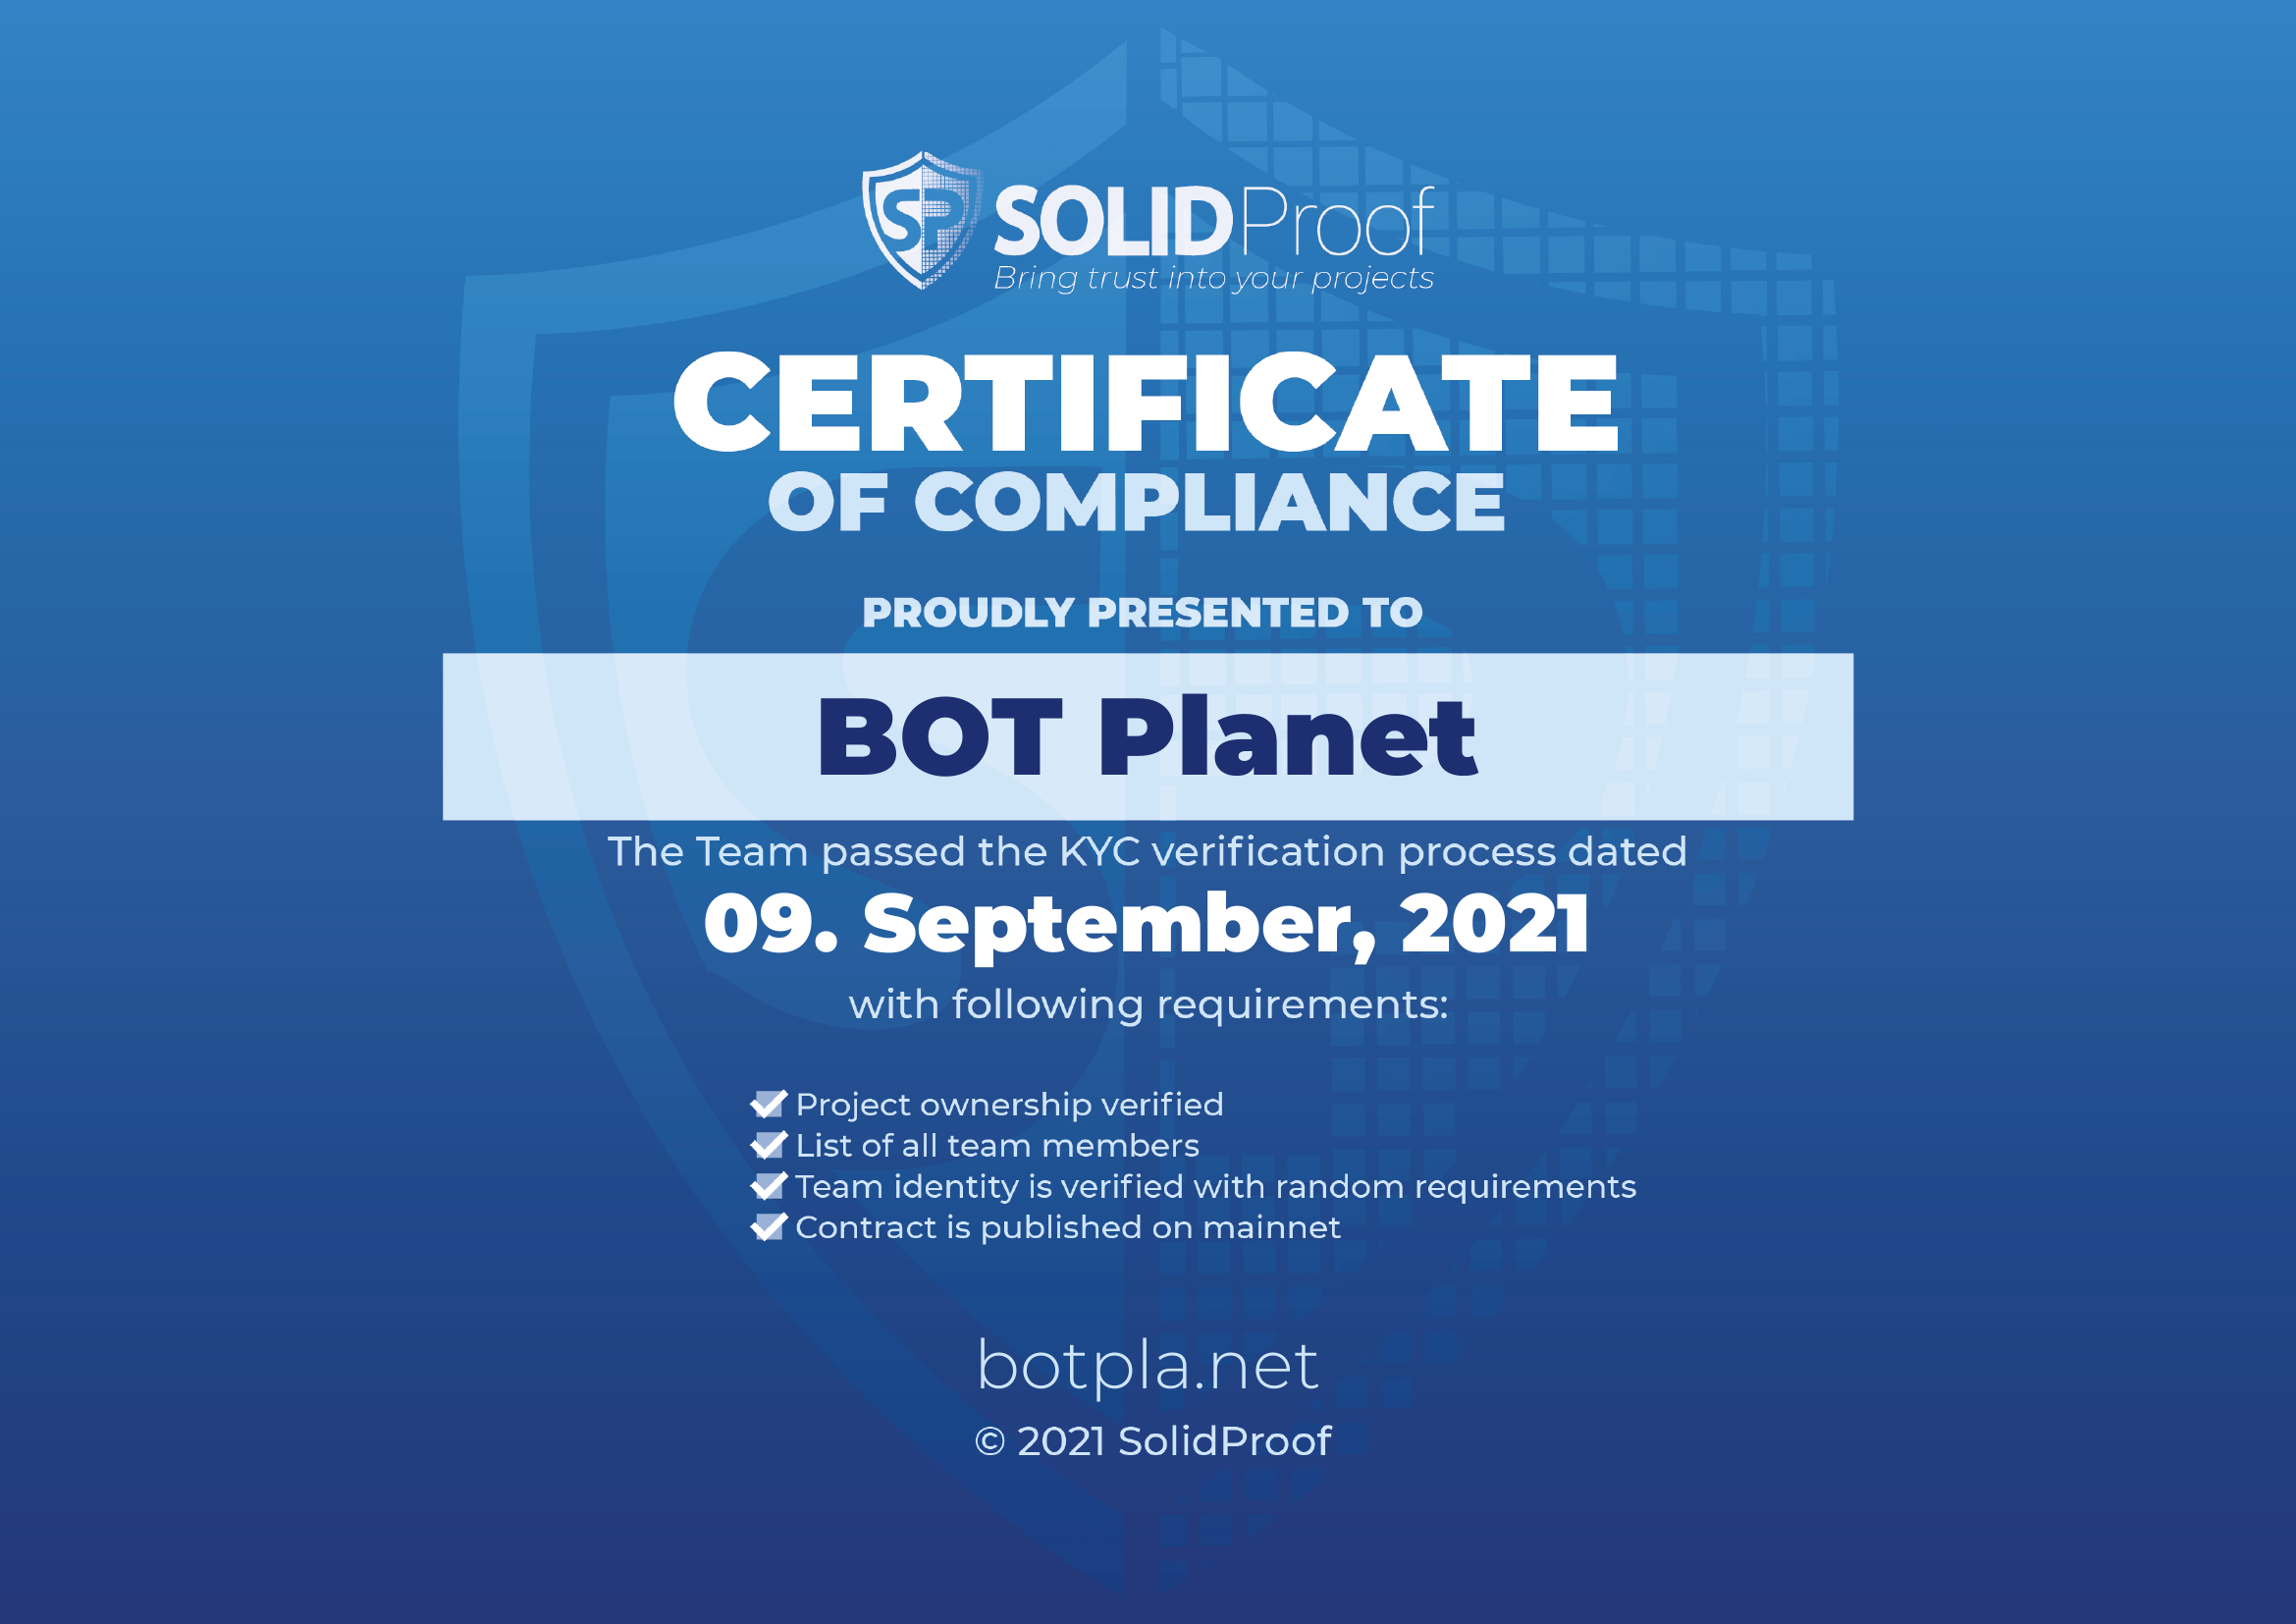 SP
SOLIDProof
Bring trust into your projects
CERTIFICATE
OF COMPLIANCE
PROUDLY PRESENTED TO
BOT Planet
The Team passed the KYC verification process dated
09. September, 2021
with following requirements:
Project ownership verified
List of all team members
Team identity is verified with random requirements
Contract is published on mainnet
botpla.net
© 2021 SolidProof